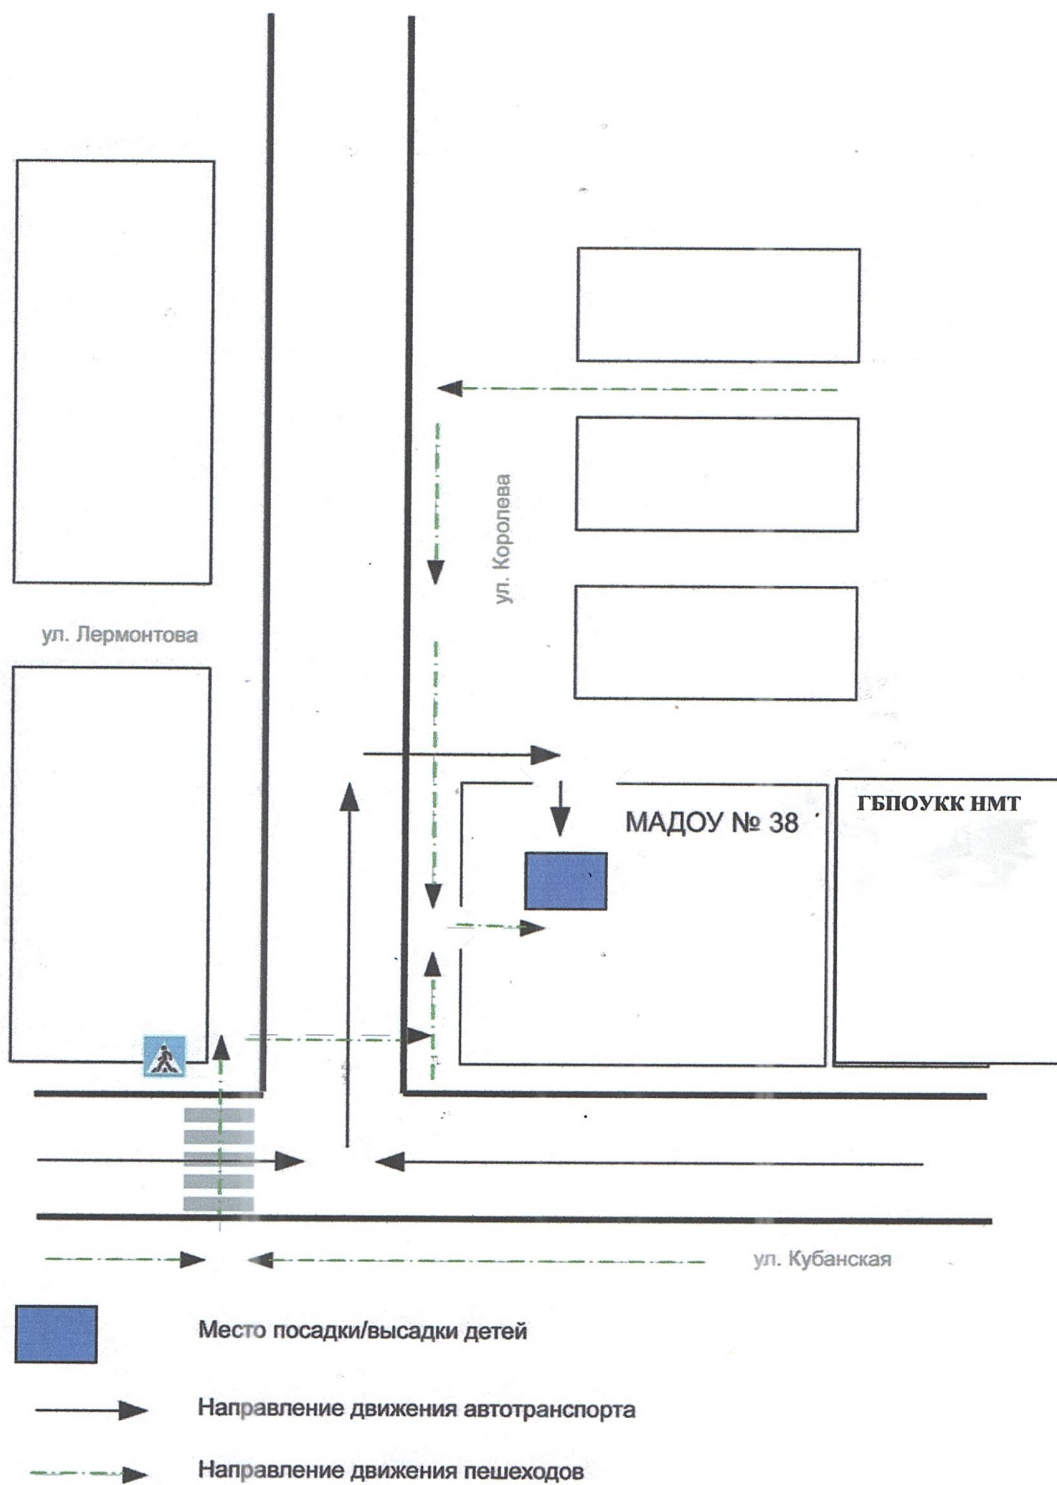 ул. Королева
ул. Лермонтова
МАДОУ № 38
ГБПОУКК НМТ
ул. Кубанская
Место посадки/высадки детей
Направление движения автотранспорта
Направление движения пешеходов